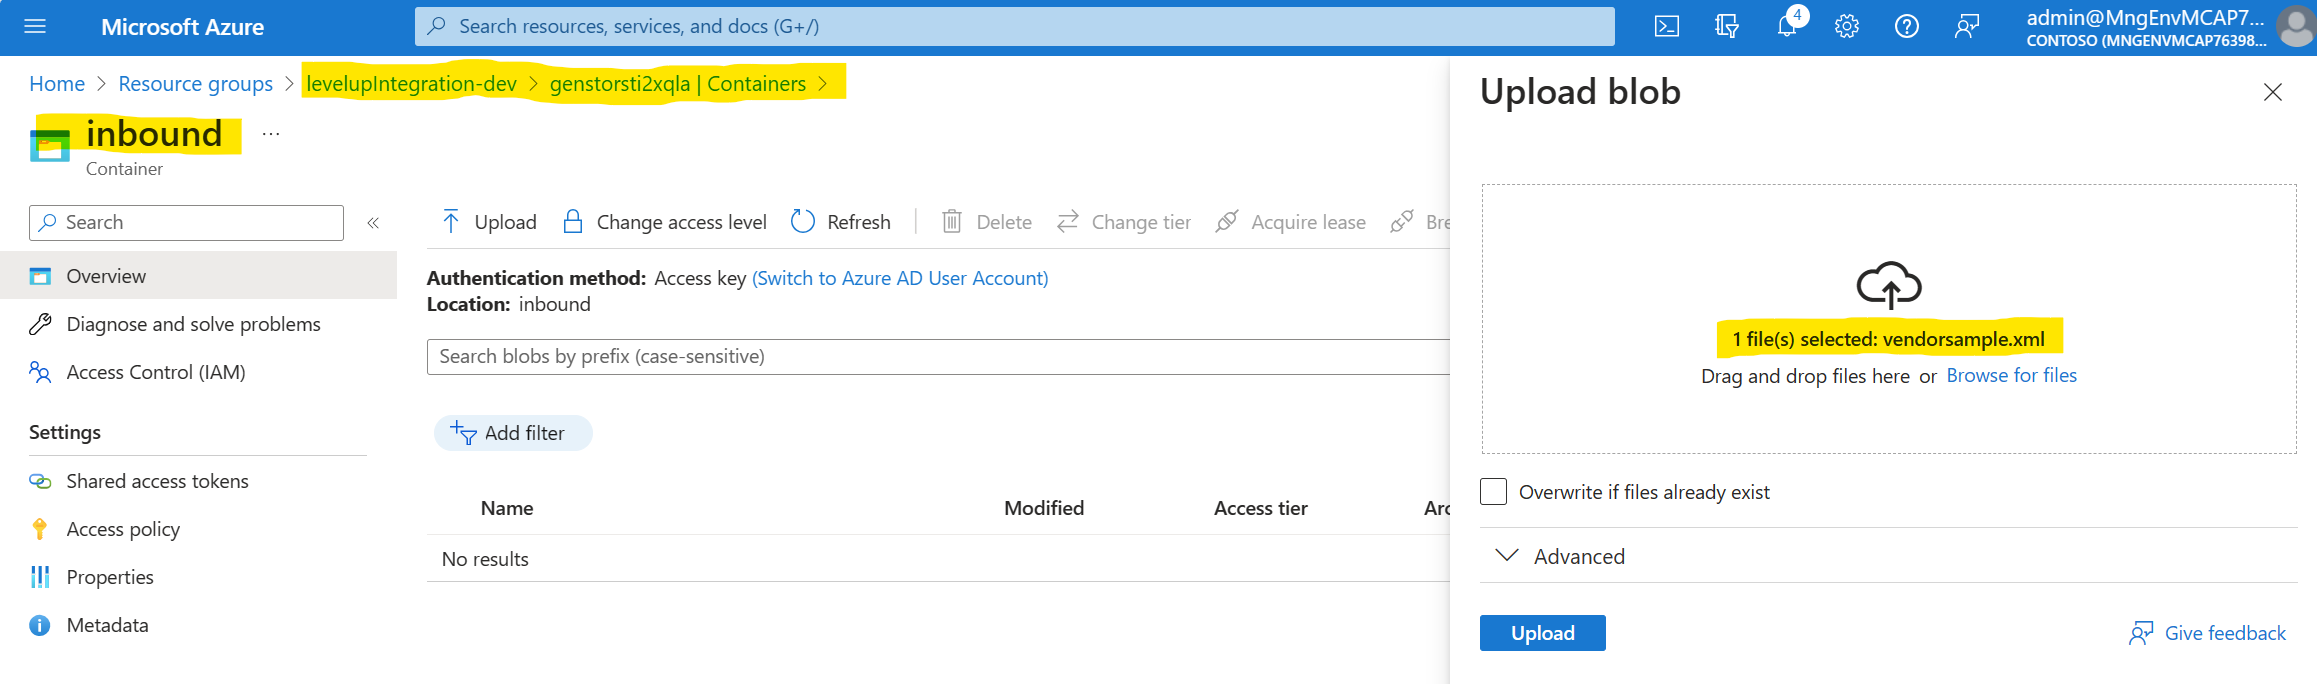 Microsoft Azure
Search resources, services, and docs (G+/)
4
admin@MngEnvMCAP7...
CONTOSO (MNGENVMCAP76398...
Home > Resource groups > levelupIntegration-dev > genstorsti2xqla | Containers >
inbound ...
Container
Search
«
Overview
Diagnose and solve problems
Access Control (IAM)
Settings
Shared access tokens
Access policy
Properties
Metadata
Upload Change access level Refresh Delete Change tier Acquire lease Bre
Authentication method: Access key (Switch to Azure AD User Account)
Location: inbound
Search blobs by prefix (case-sensitive)
Add filter
Name Modified Access tier Arc
No results
Upload blob
1 file(s) selected: vendorsample.xml
Drag and drop files here or Browse for files
Overwrite if files already exist
Advanced
Upload
Give feedback